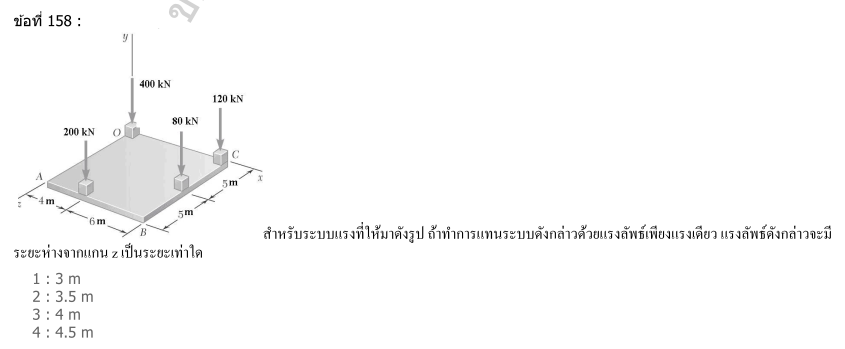 ข้อที่ 158 :
y
400 kN
120 kN
200 kN
O
80 kN
C
A
5 m
x
z
4 m
6 m
B
5 m
สำหรับระบบแรงที่ให้มาดังรูป ถ้าทำการแทนระบบดังกล่าวด้วยแรงลัพธ์เพียงแรงเดียว แรงลัพธ์ดังกล่าวจะมี
ระยะห่างจากแกน z เป็นระยะเท่าใด
1 : 3 m
2 : 3.5 m
3 : 4 m
4 : 4.5 m